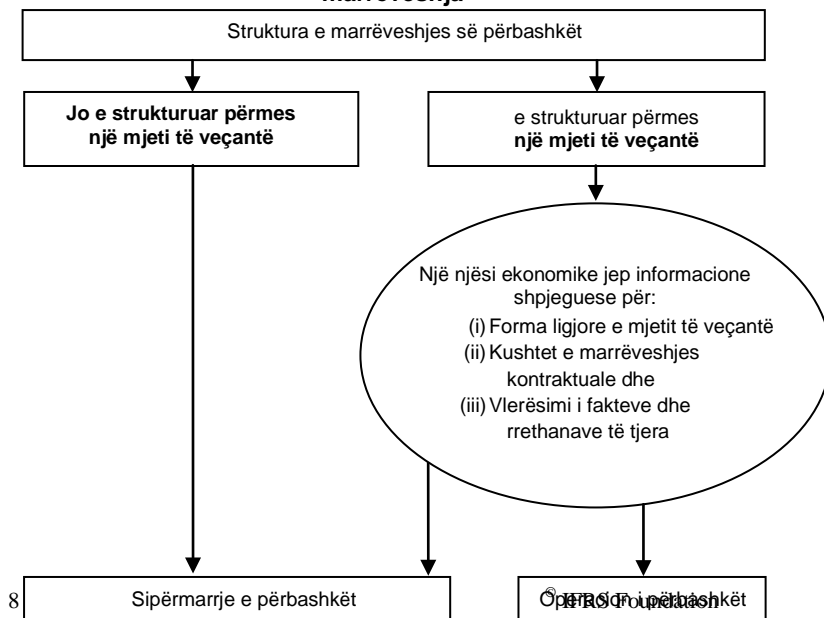 marrëveshja
Struktura e marrëveshjes së përbashkët
Jo e strukturuar përmes
një mjeti të veçantë
e strukturuar përmes
një mjeti të veçantë
Një njësi ekonomike jep informacione
shpjeguese për:
(i) Forma ligjore e mjetit të veçantë
(ii) Kushtet e marrëveshjes
kontraktuale dhe
(iii) Vlerësimi i fakteve dhe
rrethanave të tjera
Sipërmarrje e përbashkët
Operacion i përbashkët
8
© IFRS Foundation